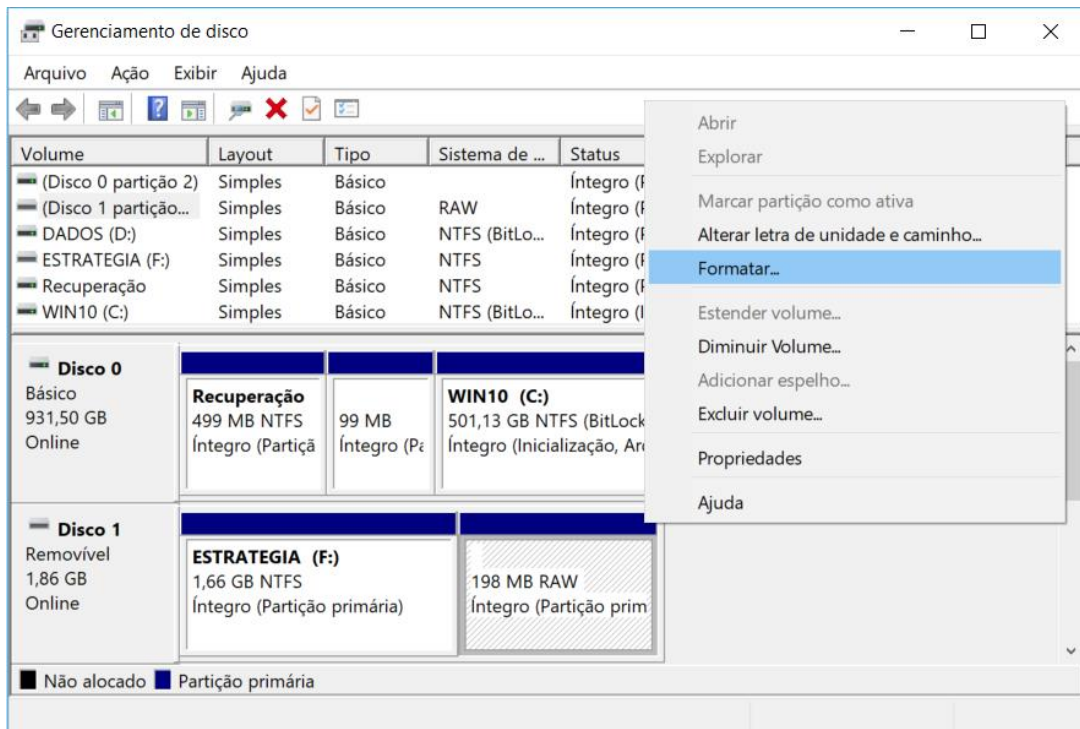 Gerenciamento de disco
Arquivo Ação Exibir Ajuda
Volume Layout Tipo Sistema de ... Status
(Disco 0 partição 2) Simples Básico Íntegro (
(Disco 1 partição... Simples Básico RAW Íntegro (
DADOS (D:) Simples Básico NTFS (BitLo... Íntegro (
ESTRATEGIA (F:) Simples Básico NTFS Íntegro (
Recuperação Simples Básico NTFS Íntegro (
WIN10 (C:) Simples Básico NTFS (BitLo... Íntegro (
Abrir
Explorar
Marcar partição como ativa
Alterar letra de unidade e caminho...
Formatar...
Estender volume...
Diminuir Volume...
Adicionar espelho...
Excluir volume...
Propriedades
Ajuda
Disco 0
Básico
931,50 GB
Online
Recuperação
499 MB NTFS
Íntegro (Partiçã
99 MB
Íntegro (Pa
WIN10 (C:)
501,13 GB NTFS (BitLock
Íntegro (Inicialização, Arq
Disco 1
Removível
1,86 GB
Online
ESTRATEGIA (F:)
1,66 GB NTFS
Íntegro (Partição primária)
198 MB RAW
Íntegro (Partição prim
Não alocado Partição primária